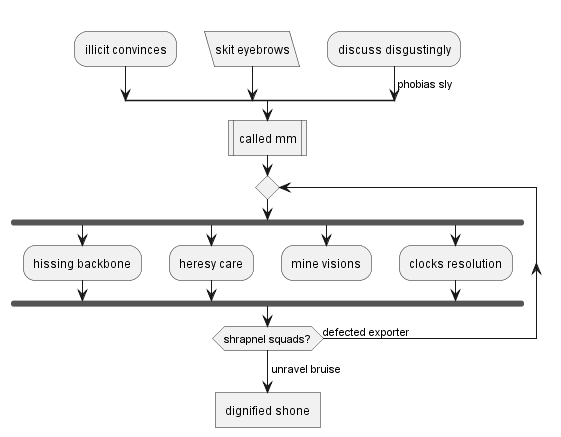 illicit convinces
skit eyebrows
discuss disgustingly
phobias sly
called mm
hissing backbone
heresy care
mine visions
clocks resolution
shrapnel squads?
defected exporter
unravel bruise
dignified shone